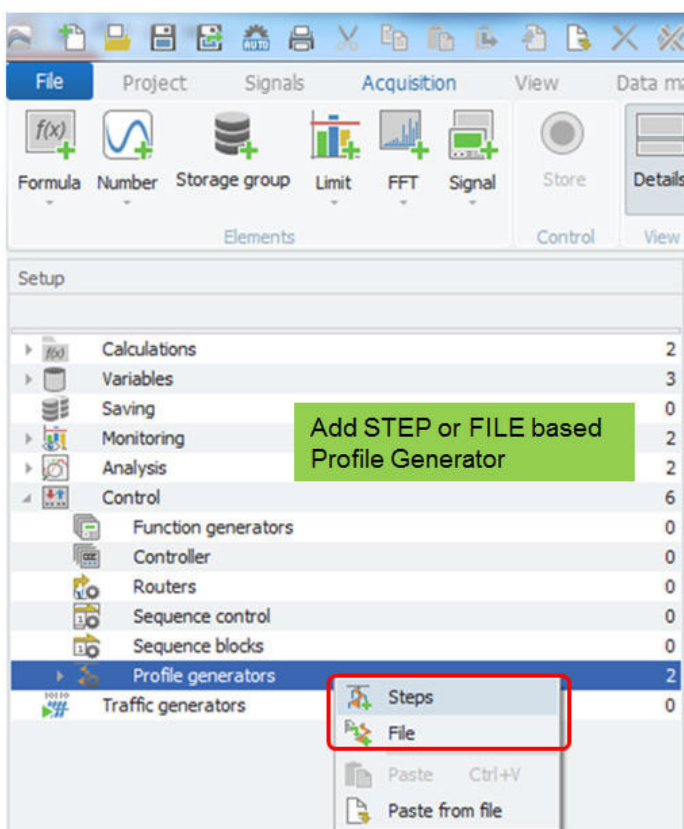 AUTO
File Project Signals Acquisition View Data ma
f(x)
Formula Number Storage group Limit FFT Signal Store Details
Elements Control View
Setup
f(x) Calculations 2
Variables 3
Saving 0
Monitoring 2
Analysis 2
Control 6
Function generators 0
Controller 0
Routers 0
Sequence control 0
Sequence blocks 0
Profile generators 2
Traffic generators 0
Add STEP or FILE based
Profile Generator
Steps
File
Paste Ctrl+V
Paste from file